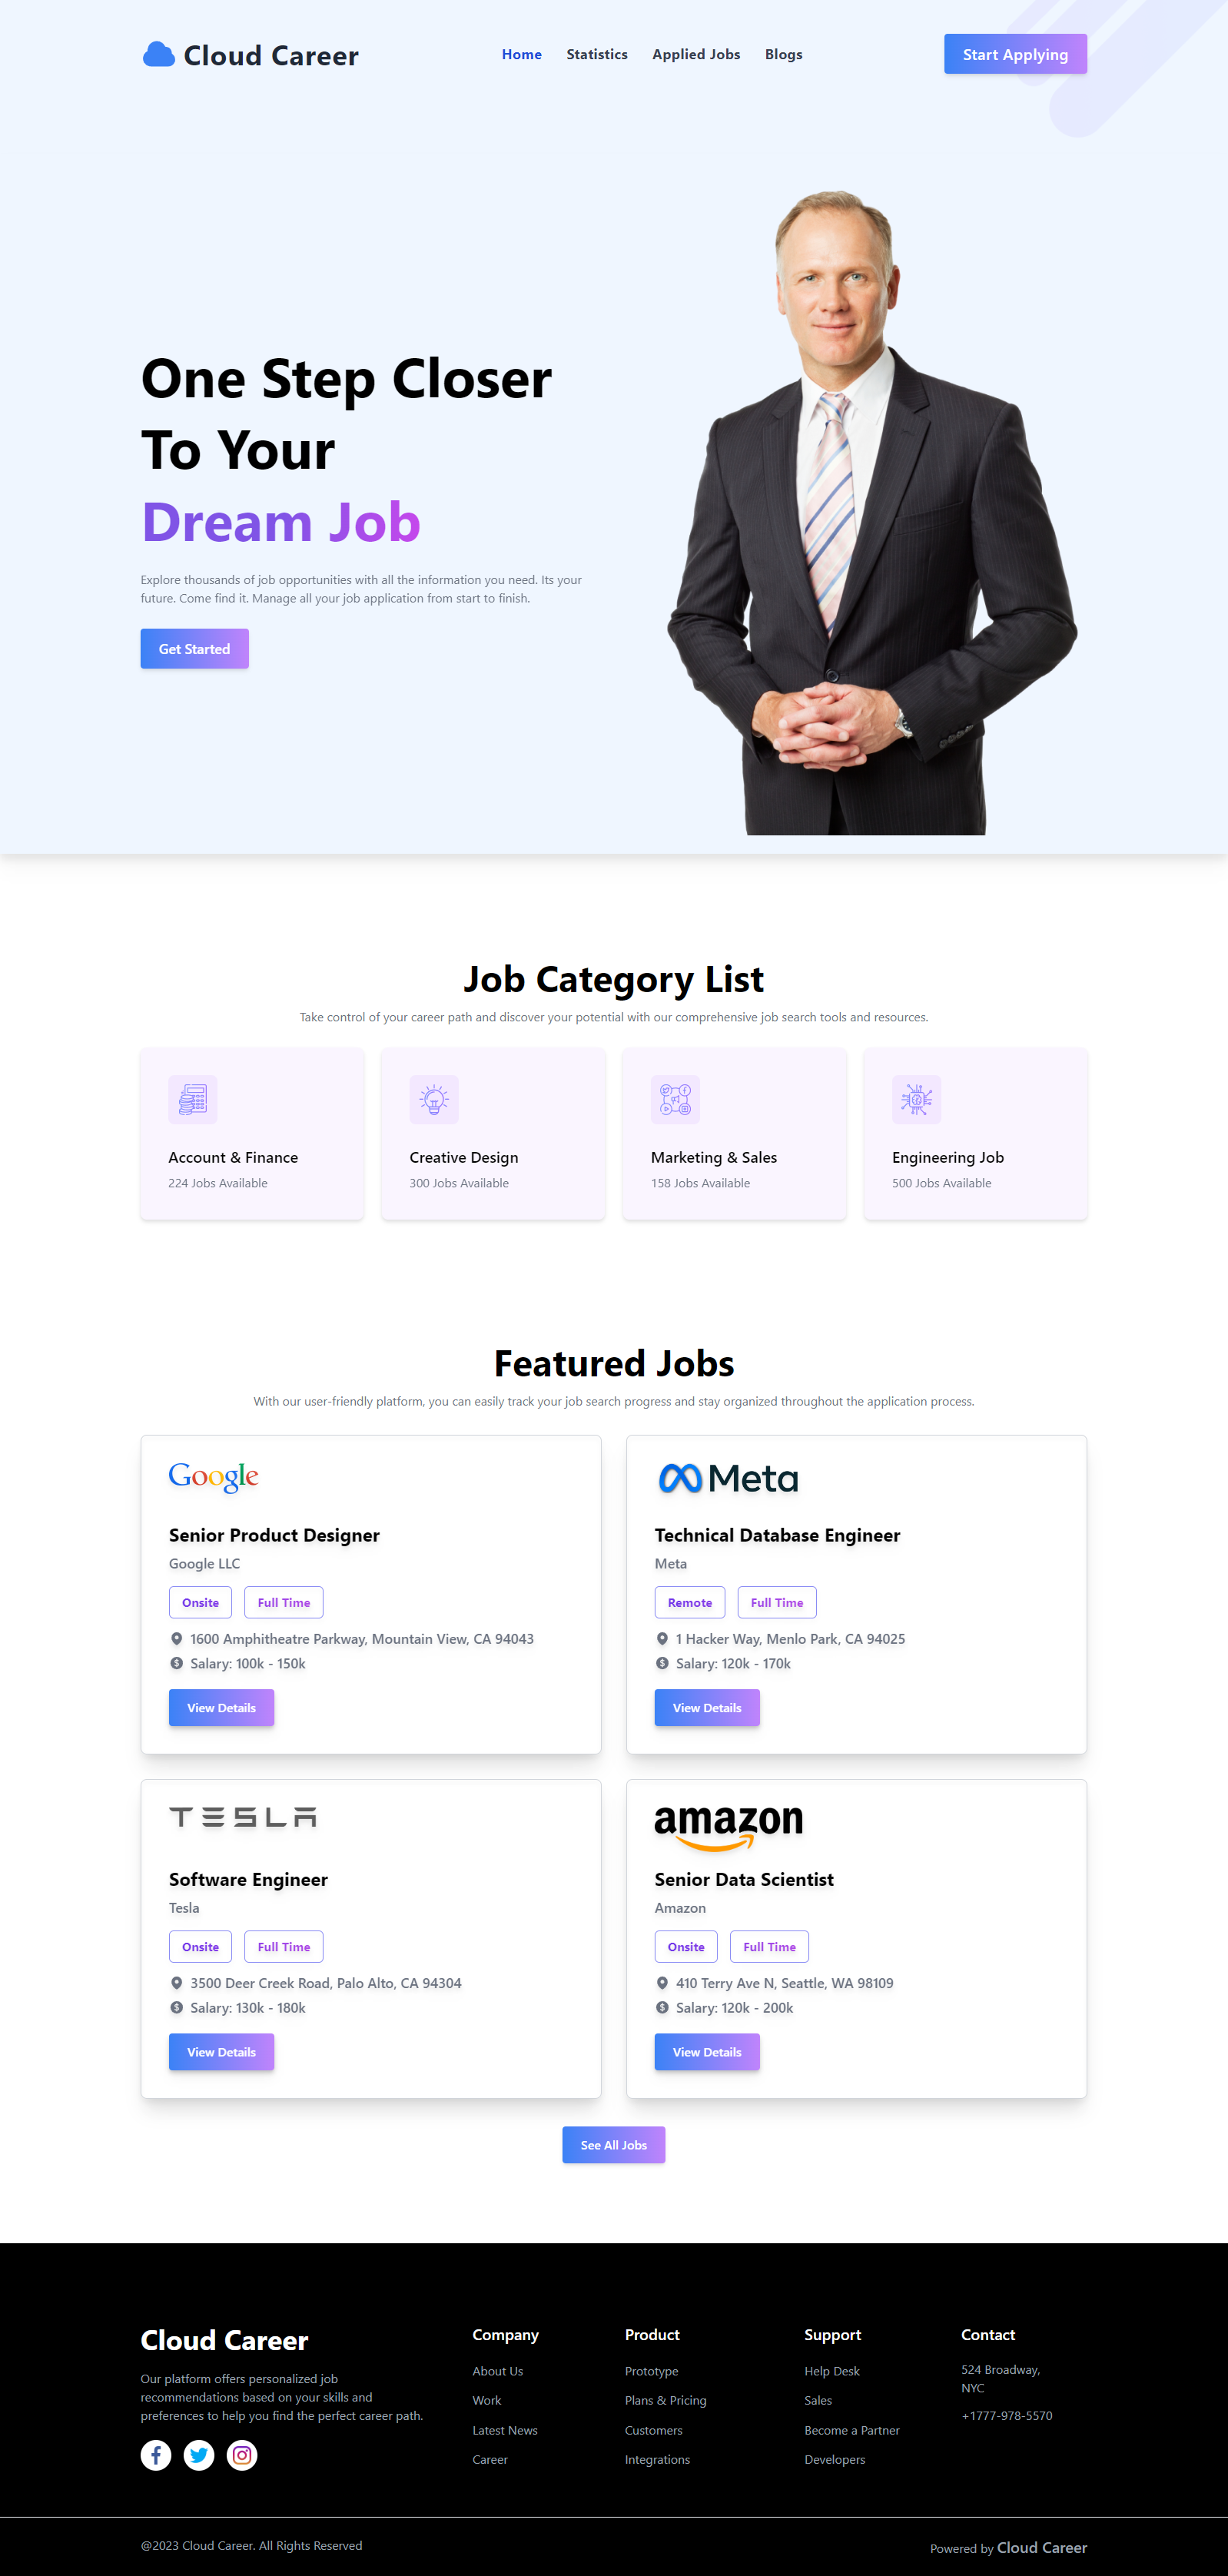 Cloud Career
Home
Statistics
Applied Jobs
Blogs
Start Applying
One Step Closer
To Your
Dream Job
Explore thousands of job opportunities with all the information you need. Its your
future. Come find it. Manage all your job application from start to finish.
Get Started
Job Category List
Take control of your career path and discover your potential with our comprehensive job search tools and resources.
Account & Finance
224 Jobs Available
Creative Design
300 Jobs Available
Marketing & Sales
158 Jobs Available
Engineering Job
500 Jobs Available
Featured Jobs
With our user-friendly platform, you can easily track your job search progress and stay organized throughout the application process.
Google
Senior Product Designer
Google LLC
Onsite
Full Time
1600 Amphitheatre Parkway, Mountain View, CA 94043
Salary: 100k - 150k
View Details
Meta
Technical Database Engineer
Meta
Remote
Full Time
1 Hacker Way, Menlo Park, CA 94025
Salary: 120k - 170k
View Details
TESLA
Software Engineer
Tesla
Onsite
Full Time
3500 Deer Creek Road, Palo Alto, CA 94304
Salary: 130k - 180k
View Details
amazon
Senior Data Scientist
Amazon
Onsite
Full Time
410 Terry Ave N, Seattle, WA 98109
Salary: 120k - 200k
View Details
See All Jobs
Cloud Career
Our platform offers personalized job
recommendations based on your skills and
preferences to help you find the perfect career path.
Company
About Us
Work
Latest News
Career
Product
Prototype
Plans & Pricing
Customers
Integrations
Support
Help Desk
Sales
Become a Partner
Developers
Contact
524 Broadway,
NYC
+1777-978-5570
@2023 Cloud Career. All Rights Reserved
Powered by Cloud Career